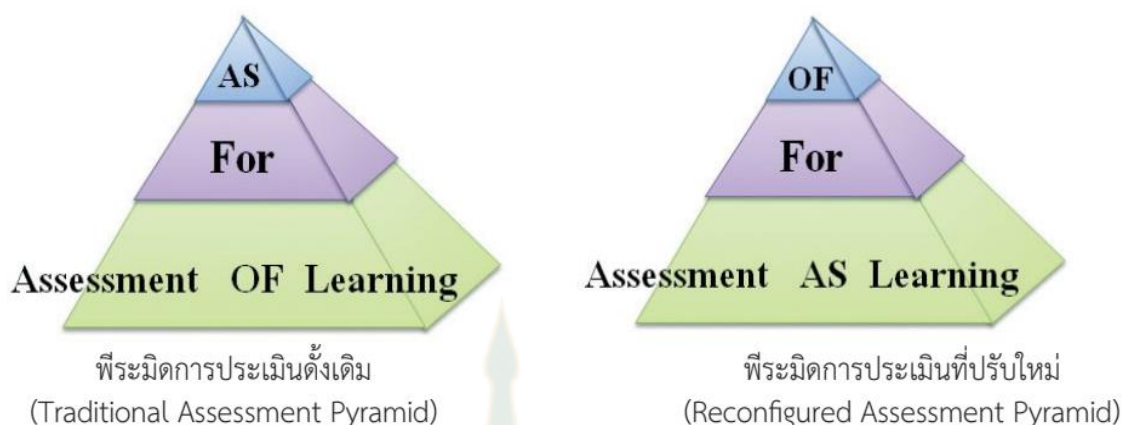 AS
For
Assessment OF Learning
พีระมิดการประเมินดั้งเดิม
(Traditional Assessment Pyramid)
OF
For
Assessment AS Learning
พีระมิดการประเมินที่ปรับใหม่
(Reconfigured Assessment Pyramid)